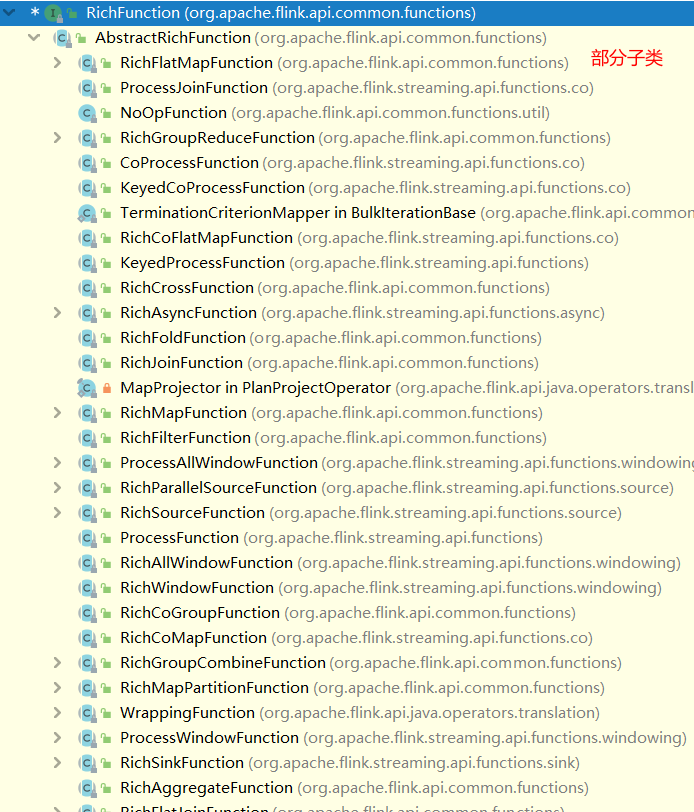 RichFunction (org.apache.flink.api.common.functions)
AbstractRichFunction (org.apache.flink.api.common.functions)
RichFlatMapFunction (org.apache.flink.api.common.functions) 部分子类
ProcessJoinFunction (org.apache.flink.streaming.api.functions.co)
NoOpFunction (org.apache.flink.api.common.functions.util)
RichGroupReduceFunction (org.apache.flink.api.common.functions)
CoProcessFunction (org.apache.flink.streaming.api.functions.co)
KeyedCoProcessFunction (org.apache.flink.streaming.api.functions.co)
TerminationCriterionMapper in BulkIterationBase (org.apache.flink.api.common
RichCoFlatMapFunction (org.apache.flink.streaming.api.functions.co)
KeyedProcessFunction (org.apache.flink.streaming.api.functions)
RichCrossFunction (org.apache.flink.api.common.functions)
RichAsyncFunction (org.apache.flink.streaming.api.functions.async)
RichFoldFunction (org.apache.flink.api.common.functions)
RichJoinFunction (org.apache.flink.api.common.functions)
MapProjector in PlanProjectOperator (org.apache.flink.api.java.operators.transl
RichMapFunction (org.apache.flink.api.common.functions)
RichFilterFunction (org.apache.flink.api.common.functions)
ProcessAllWindowFunction (org.apache.flink.streaming.api.functions.windowing
RichParallelSourceFunction (org.apache.flink.streaming.api.functions.source)
RichSourceFunction (org.apache.flink.streaming.api.functions.source)
ProcessFunction (org.apache.flink.streaming.api.functions)
RichAllWindowFunction (org.apache.flink.streaming.api.functions.windowing)
RichWindowFunction (org.apache.flink.streaming.api.functions.windowing)
RichCoGroupFunction (org.apache.flink.api.common.functions)
RichCoMapFunction (org.apache.flink.streaming.api.functions.co)
RichGroupCombineFunction (org.apache.flink.api.common.functions)
RichMapPartitionFunction (org.apache.flink.api.common.functions)
WrappingFunction (org.apache.flink.api.java.operators.translation)
ProcessWindowFunction (org.apache.flink.streaming.api.functions.windowing)
RichSinkFunction (org.apache.flink.streaming.api.functions.sink)
RichAggregateFunction (org.apache.flink.api.common.functions)
RichFlatJoinFunction (org.apache.flink.api.common.functions)